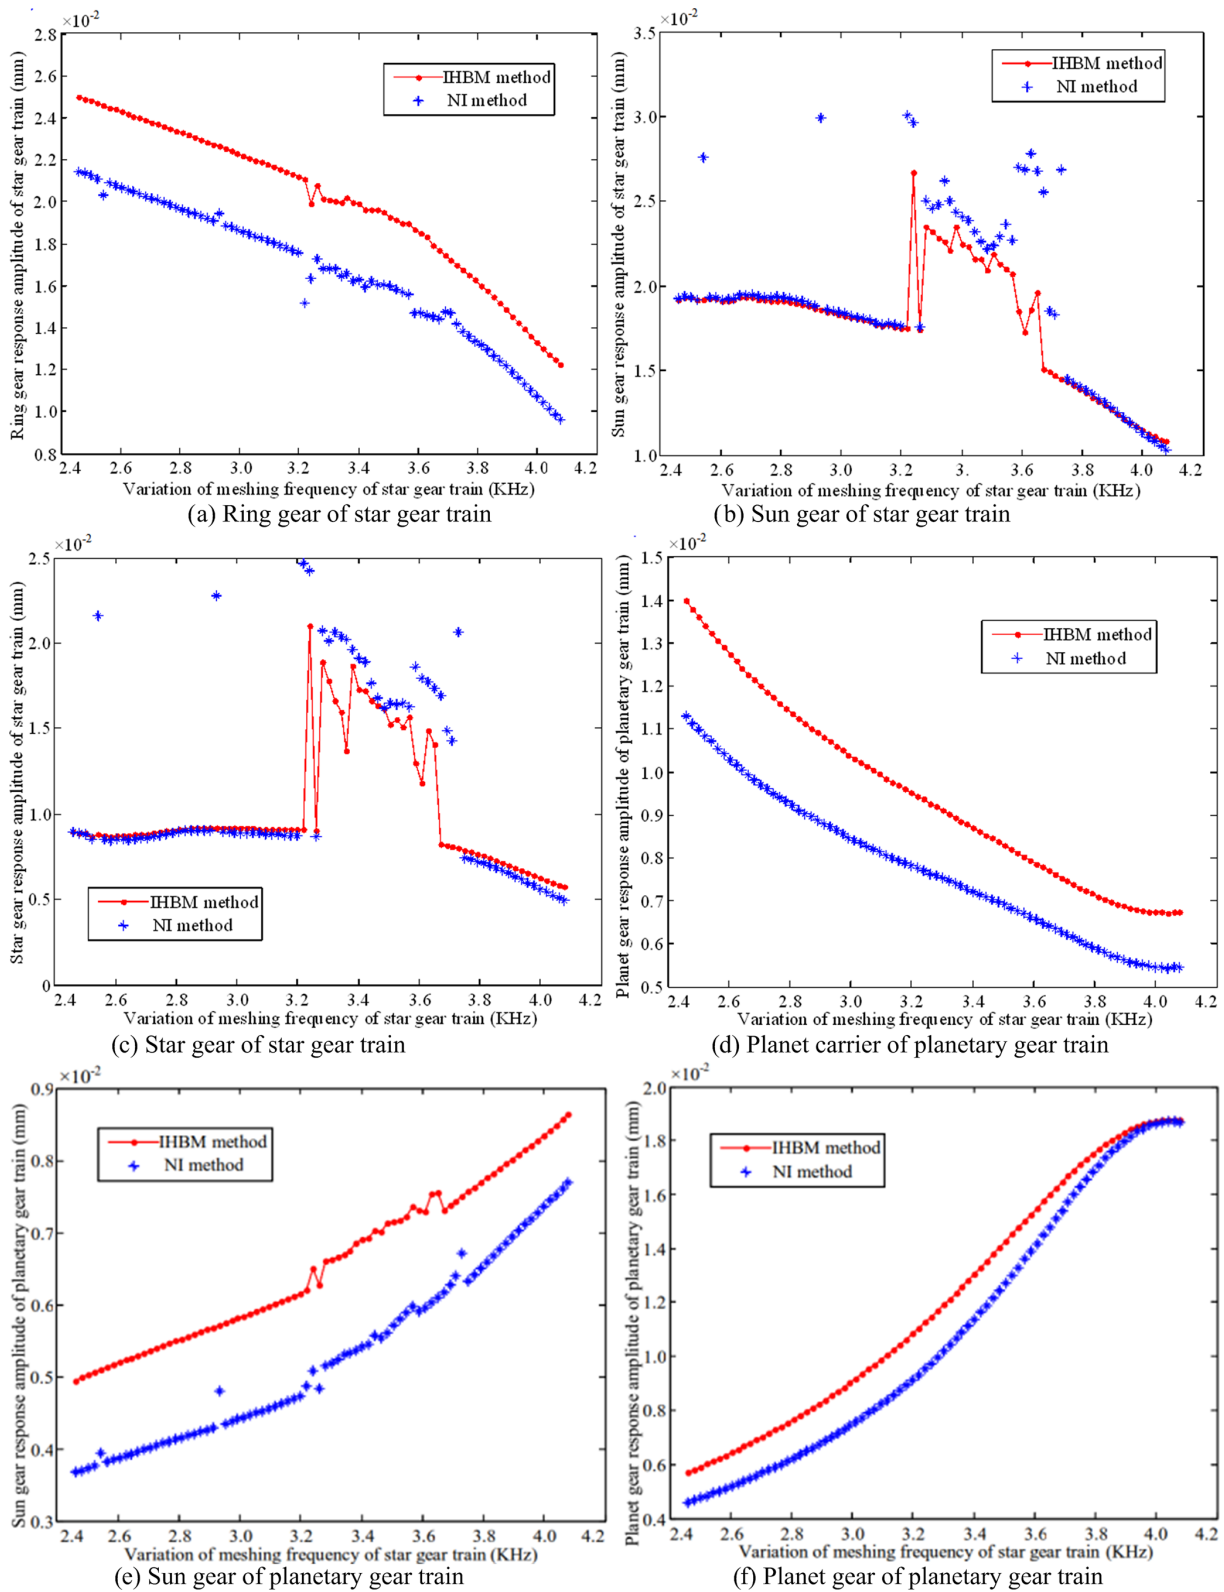 ×10⁻²
2.8
2.6
2.4
2.2
2.0
1.8
1.6
1.4
1.2
1.0
0.8
Ring gear response amplitude of star gear train (mm)
IHBM method
NI method
2.4 2.6 3.0 3.2 3.4 3.6 3.8 4.0 4.2
Variation of meshing frequency of star gear train (KHz)
(a) Ring gear of star gear train
×10⁻²
3.5
3.0
2.5
2.0
1.5
1.0
Sun gear response amplitude of star gear train (mm)
IHBM method
NI method
2.4 2.6 3.0 3.2 3. 3.6 3.8 4.0 4.2
Variation of meshing frequency of star gear train (KHz)
(b) Sun gear of star gear train
×10⁻²
2.5
2.0
1.5
1.0
0.5
0
Star gear response amplitude of star gear train (mm)
IHBM method
NI method
2.4 2.6 3.0 3.2 3.4 3.6 3.8 4.0 4.2
Variation of meshing frequency of star gear train (KHz)
(c) Star gear of star gear train
×10⁻²
1.5
1.4
1.4
1.2
1.1
1.0
0.9
0.8
0.7
0.6
0.5
Planet gear response amplitude of planetary gear train (mm)
IHBM method
NI method
2.4 2.6 3.0 3.2 3.4 3.6 3.8 4.0 4.2
Variation of meshing frequency of star gear train (KHz)
(d) Planet carrier of planetary gear train
×10⁻²
0.9
0.8
0.7
0.6
0.5
0.4
0.3
Sun gear response amplitude of planetary gear train (mm)
IHBM method
NI method
2.4 2.6 3.0 3.2 3.4 3.6 3.8 4.0 4.2
Variation of meshing frequency of star gear train (KHz)
(e) Sun gear of planetary gear train
×10⁻²
2.0
1.8
1.6
1.4
1.2
1.0
0.8
0.6
0.4
Planet gear response amplitude of planetary gear train (mm)
IHBM method
NI method
2.4 2.6 3.0 3.2 3.4 3.6 3.8 4.0 4.2
Variation of meshing frequency of star gear train (KHz)
(f) Planet gear of planetary gear train